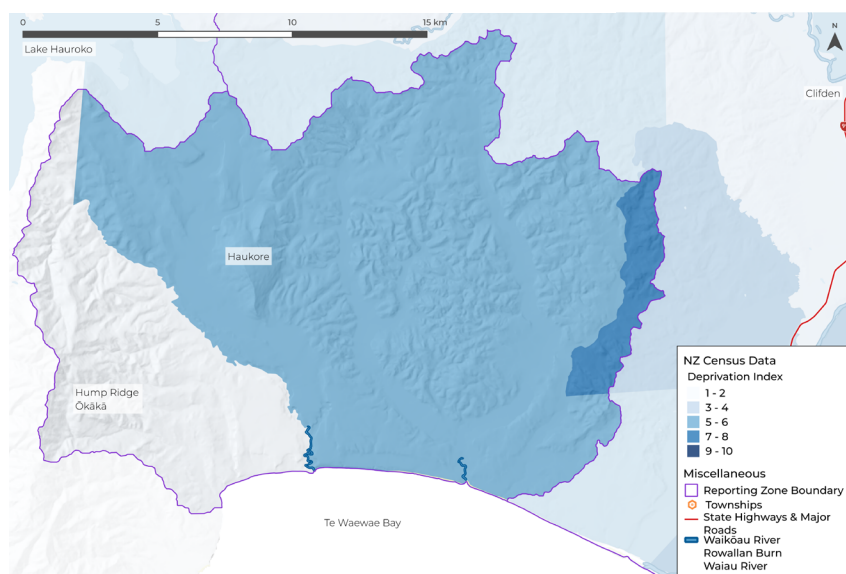 0 5 10 15 km
Lake Hauroko
N
Clifden
Haukore
Hump Ridge
Ōkākā
Te Waewae Bay
NZ Census Data
Deprivation Index
1 - 2
3 - 4
5 - 6
7 - 8
9 - 10
Miscellaneous
Reporting Zone Boundary
Townships
State Highways & Major
Roads
Waikōau River
Rowallan Burn
Waiau River